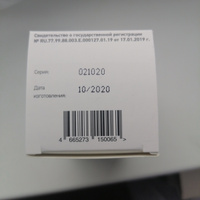 Свидетельство о государственной регистрации
№ RU.77.99.88.003.Е.000127.01.19 от 17.01.2019 г.
Серия: 021020
Дата
изготовления: 10/2020
4 665273 150065 >